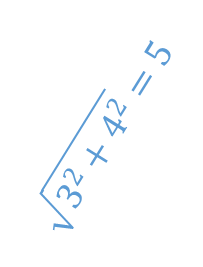 √3² + 4² = 5